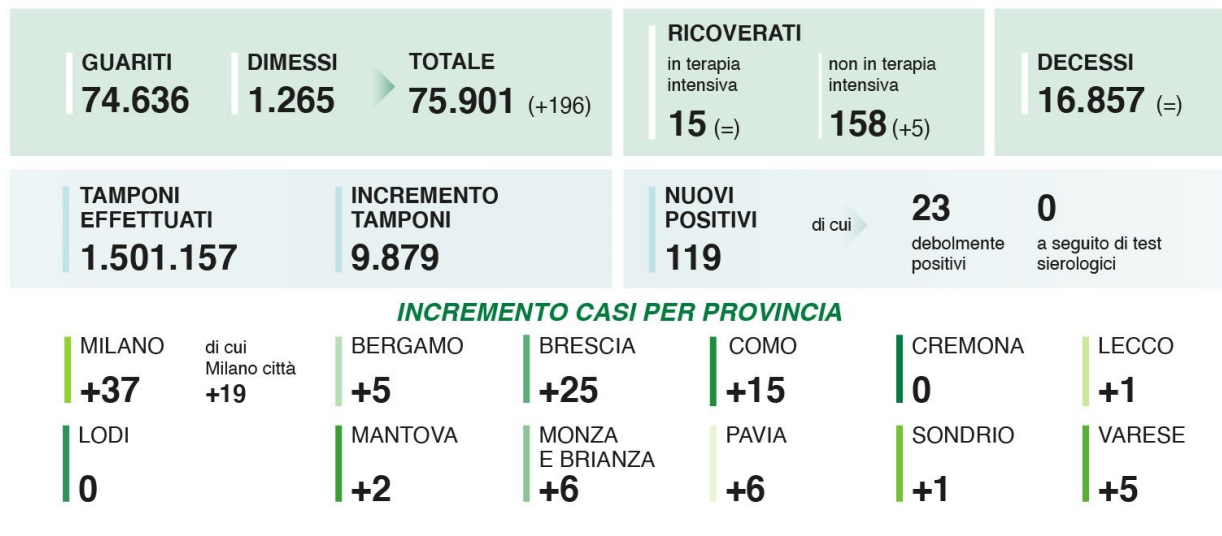 GUARITI
74.636
DIMESSI
1.265
TOTALE
75.901 (+196)
RICOVERATI
in terapia
intensiva
15 (=)
non in terapia
intensiva
158 (+5)
DECESSI
16.857 (=)
TAMPONI
EFFETTUATI
1.501.157
INCREMENTO
TAMPONI
9.879
NUOVI
POSITIVI
119
di cui
23
debolmente
positivi
0
a seguito di test
sierologici
INCREMENTO CASI PER PROVINCIA
MILANO
+37
di cui
Milano città
+19
BERGAMO
+5
BRESCIA
+25
COMO
+15
CREMONA
0
LECCO
+1
LODI
0
MANTOVA
+2
MONZA
E BRIANZA
+6
PAVIA
+6
SONDRIO
+1
VARESE
+5